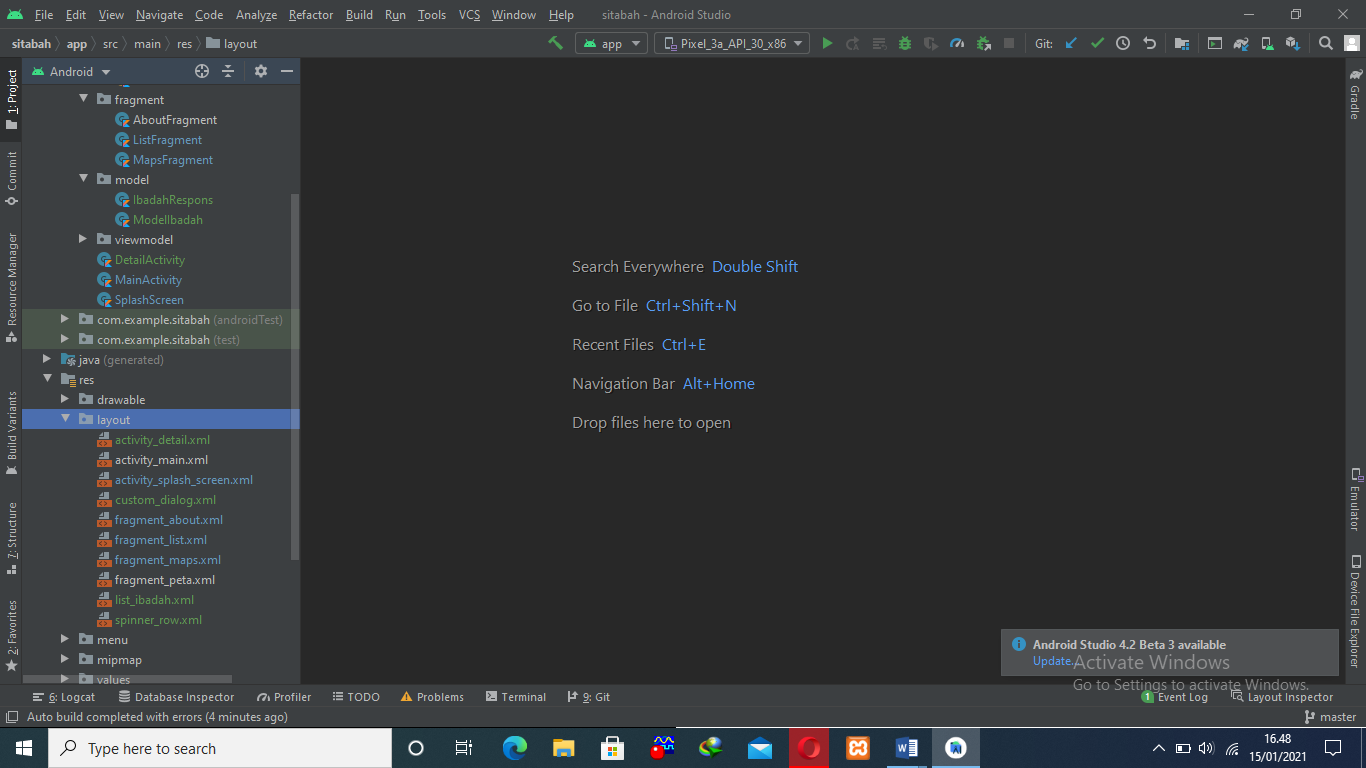 File Edit View Navigate Code Analyze Refactor Build Run Tools VCS Window Help sitabah - Android Studio
sitabah app src main res layout
app Pixel_3a_API_30_x86 Git:
Android
1: Project
Commit
Resource Manager
Build Variants
7: Structure
2: Favorites
fragment
AboutFragment
ListFragment
MapsFragment
model
IbadahRespons
ModelIbadah
viewmodel
DetailActivity
MainActivity
SplashScreen
com.example.sitabah (androidTest)
com.example.sitabah (test)
java (generated)
res
drawable
layout
activity_detail.xml
activity_main.xml
activity_splash_screen.xml
custom_dialog.xml
fragment_about.xml
fragment_list.xml
fragment_maps.xml
fragment_peta.xml
list_ibadah.xml
spinner_row.xml
menu
mipmap
values
Search Everywhere Double Shift
Go to File Ctrl+Shift+N
Recent Files Ctrl+E
Navigation Bar Alt+Home
Drop files here to open
Gradle
Emulator
Device File Explorer
Android Studio 4.2 Beta 3 available
Update...
Activate Windows
Go to Settings to activate Windows.
6: Logcat Database Inspector Profiler TODO Problems Terminal 9: Git 1 Event Log Layout Inspector
Auto build completed with errors (4 minutes ago) master
Type here to search
16.48
15/01/2021